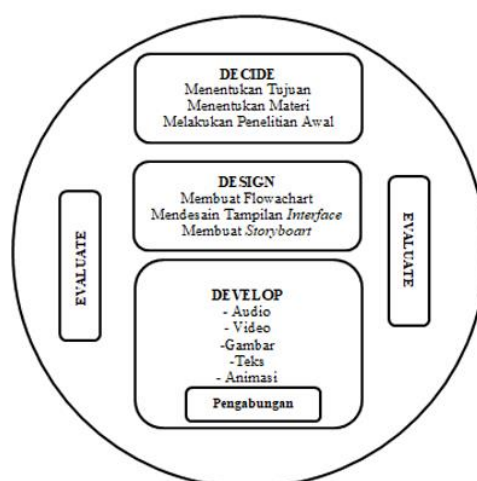 DECIDE
Menentukan Tujuan
Menentukan Materi
Melakukan Penelitian Awal
DESIGN
Membuat Flowachart
Mendesain Tampilan Interface
Membuat Storyboart
EVALUATE
EVALUATE
DEVELOP
- Audio
- Video
-Gambar
-Teks
- Animasi
Pengabungan